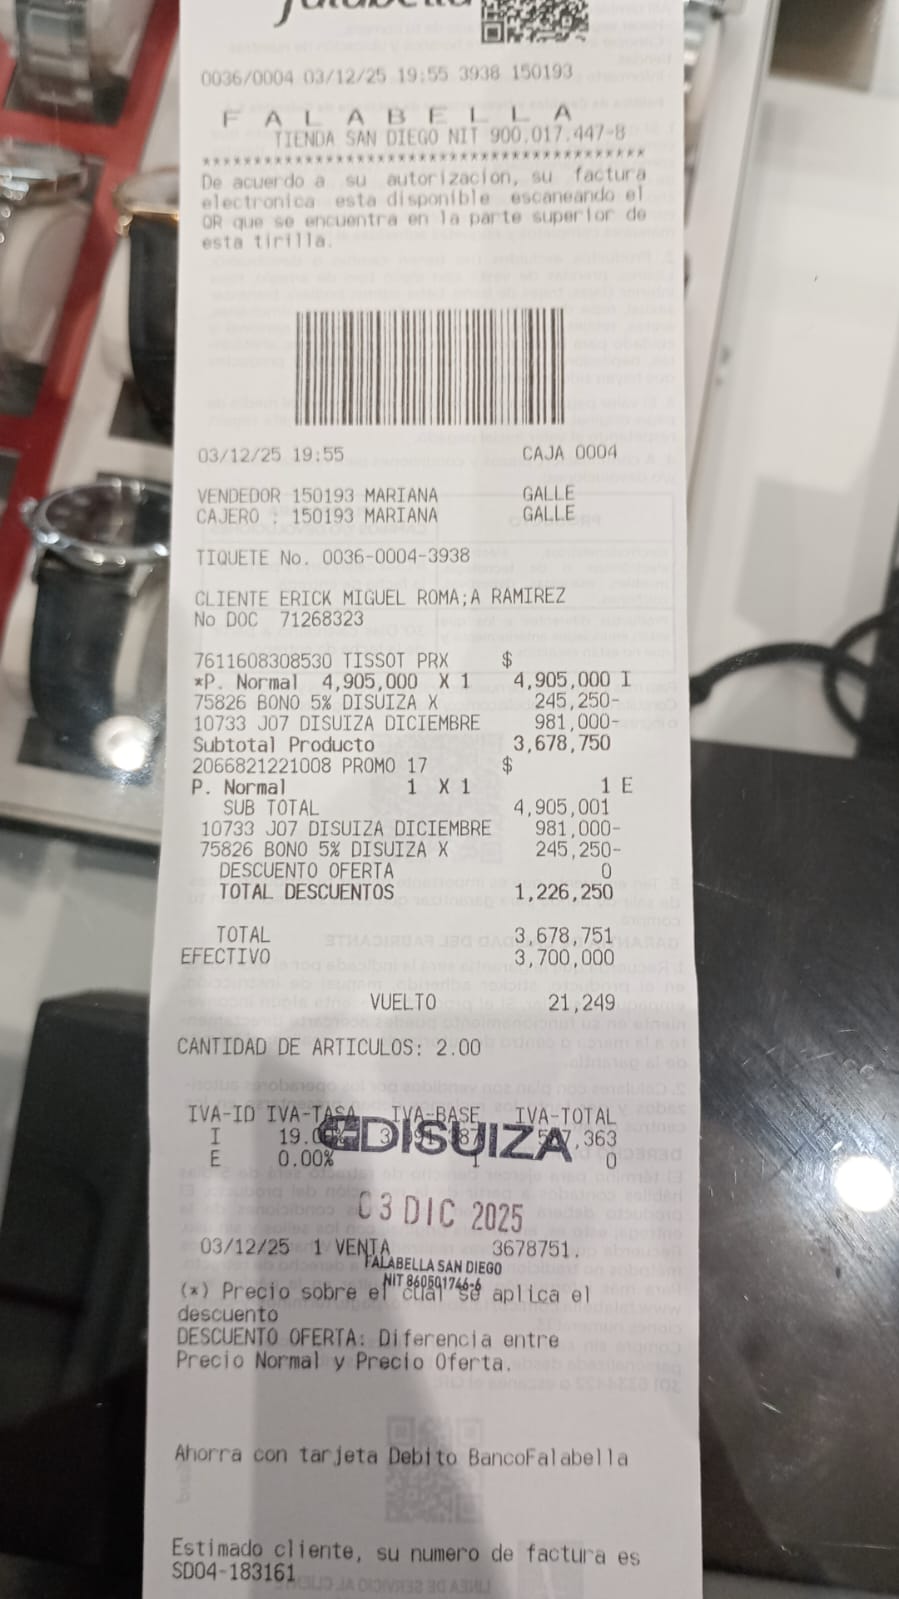 falabella
0036/0004 03/12/25 19:55 3938 150193
F A L A B E L L A
TIENDA SAN DIEGO NIT 900.017.447-8
******************************************
De acuerdo a su autorizacion, su factura
electronica esta disponible escaneando el
QR que se encuentra en la parte superior de
esta tirilla.
03/12/25 19:55 CAJA 0004
VENDEDOR 150193 MARIANA GALLE
CAJERO : 150193 MARIANA GALLE
TIQUETE No. 0036-0004-3938
CLIENTE ERICK MIGUEL ROMA;A RAMIREZ
No DOC 71268323
7611608308530 TISSOT PRX $
*P. Normal 4,905,000 X 1 4,905,000 I
75826 BONO 5% DISUIZA X 245,250-
10733 J07 DISUIZA DICIEMBRE 981,000-
Subtotal Producto 3,678,750
2066821221008 PROMO 17 $
P. Normal 1 X 1 1 E
SUB TOTAL 4,905,001
10733 J07 DISUIZA DICIEMBRE 981,000-
75826 BONO 5% DISUIZA X 245,250-
DESCUENTO OFERTA 0
TOTAL DESCUENTOS 1,226,250
TOTAL 3,678,751
EFECTIVO 3,700,000
VUELTO 21,249
CANTIDAD DE ARTICULOS: 2.00
IVA-ID IVA-TASA IVA-BASE IVA-TOTAL
I 19.00%
E 0.00% 1 0
DISUIZA
03 DIC 2025
03/12/25 1 VENTA 3678751.
FALABELLA SAN DIEGO
NIT 860501746-6
(*) Precio sobre el cual se aplica el
descuento
DESCUENTO OFERTA: Diferencia entre
Precio Normal y Precio Oferta.
Ahorra con tarjeta Debito BancoFalabella
Estimado cliente, su numero de factura es
SD04-183161